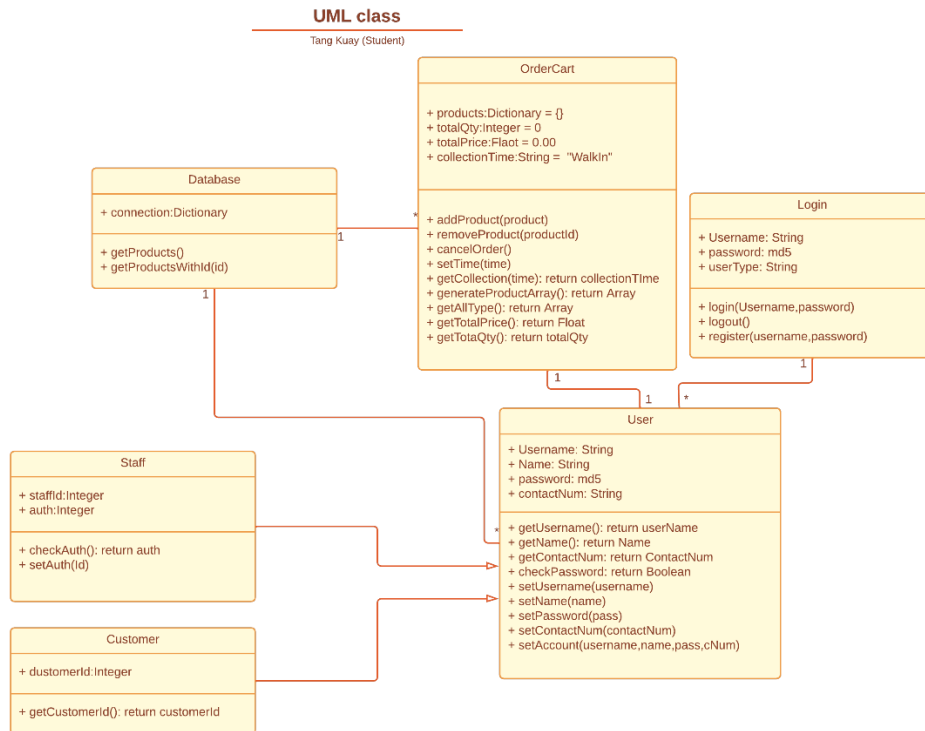 UML class
Tang Kuay (Student)
OrderCart
+ products:Dictionary = {}
+ totalQty:Integer = 0
+ totalPrice:Flaot = 0.00
+ collectionTime:String = "WalkIn"
+ addProduct(product)
+ removeProduct(productId)
+ cancelOrder()
+ setTime(time)
+ getCollection(time): return collectionTIme
+ generateProductArray(): return Array
+ getAllType(): return Array
+ getTotalPrice(): return Float
+ getTotaQty(): return totalQty
Database
+ connection:Dictionary
+ getProducts()
+ getProductsWithId(id)
1
*
1
Login
+ Username: String
+ password: md5
+ userType: String
+ login(Username,password)
+ logout()
+ register(username,password)
1
1
1
*
User
+ Username: String
+ Name: String
+ password: md5
+ contactNum: String
+ getUsername(): return userName
+ getName(): return Name
+ getContactNum: return ContactNum
+ checkPassword: return Boolean
+ setUsername(username)
+ setName(name)
+ setPassword(pass)
+ setContactNum(contactNum)
+ setAccount(username,name,pass,cNum)
*
Staff
+ staffId:Integer
+ auth:Integer
+ checkAuth(): return auth
+ setAuth(Id)
Customer
+ dustomerId:Integer
+ getCustomerId(): return customerId